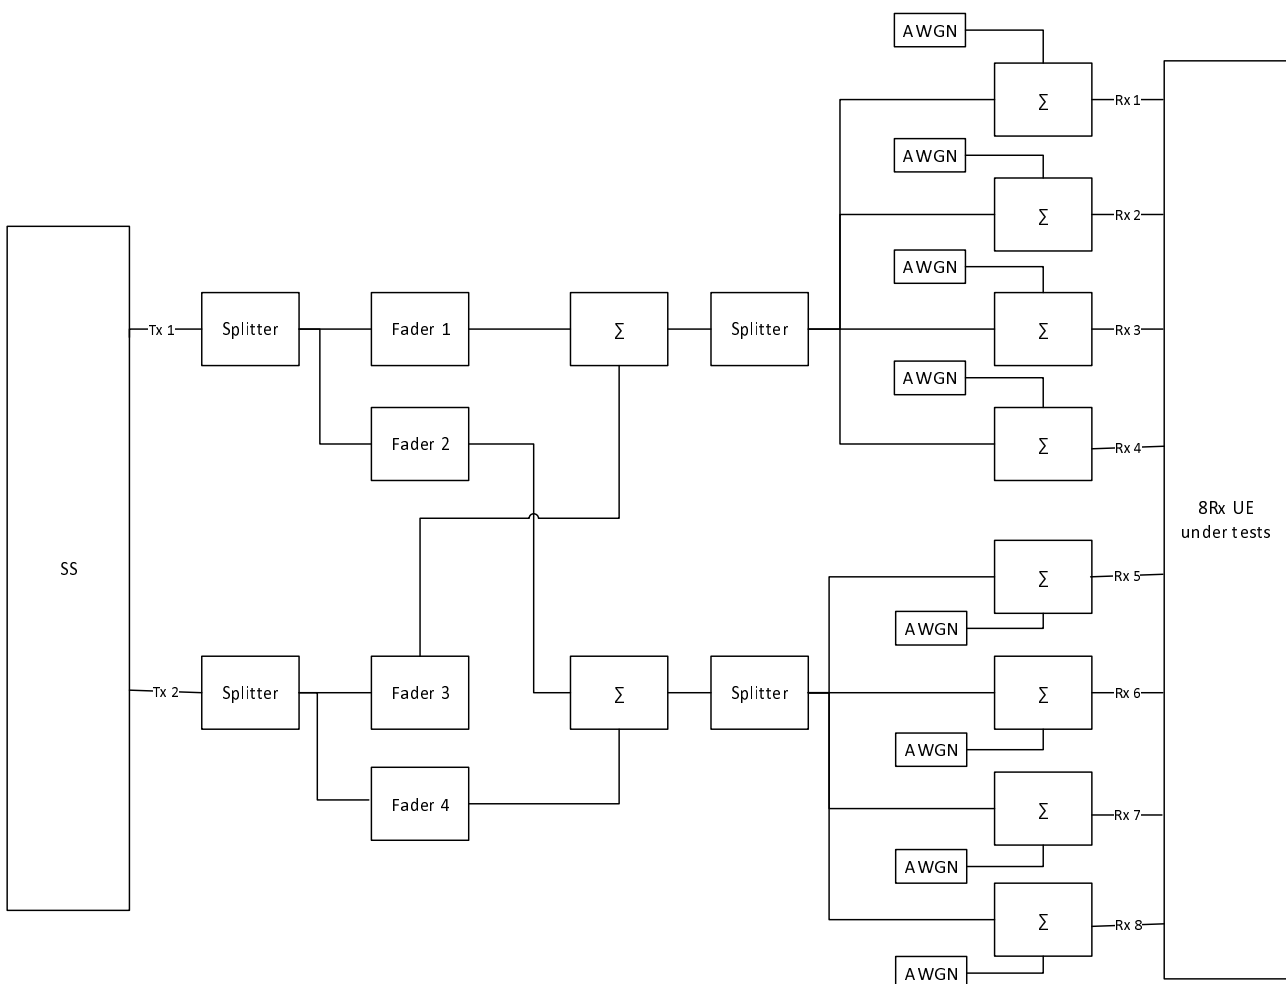 AWGN
Σ
Rx 1
AWGN
Σ
Rx 2
AWGN
Σ
Rx 3
AWGN
Σ
Rx 4
Tx 1
Splitter
Fader 1
Σ
Splitter
Fader 2
8Rx UE
under tests
SS
Σ
Rx 5
AWGN
Tx 2
Splitter
Fader 3
Σ
Splitter
Σ
Rx 6
AWGN
Fader 4
Σ
Rx 7
AWGN
Σ
Rx 8
AWGN